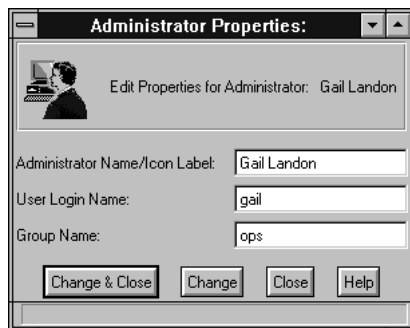 Administrator Properties:
Edit Properties for Administrator: Gail Landon
Administrator Name/Icon Label: Gail Landon
User Login Name: gail
Group Name: ops
Change & Close Change Close Help